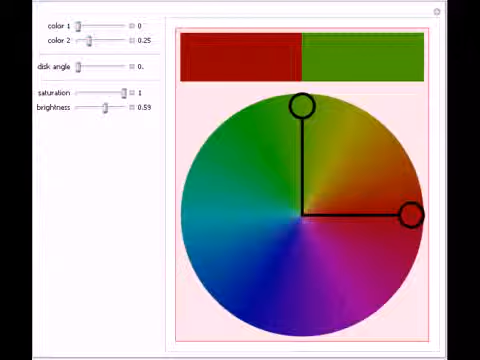 color 1 0
color 2 0.25
disk angle 0.
saturation 1
brightness 0.59